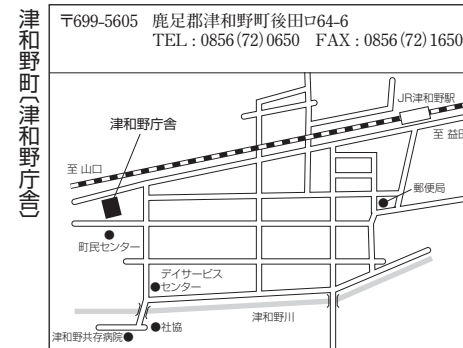 津和野町〔津和野庁舎〕
〒699-5605 鹿足郡津和野町後田ロ64-6
TEL：0856(72)0650 FAX：0856(72)1650
JR津和野駅
津和野庁舎
至 益田
至 山口
郵便局
町民センター
デイサービス
センター
津和野川
社協
津和野共存病院